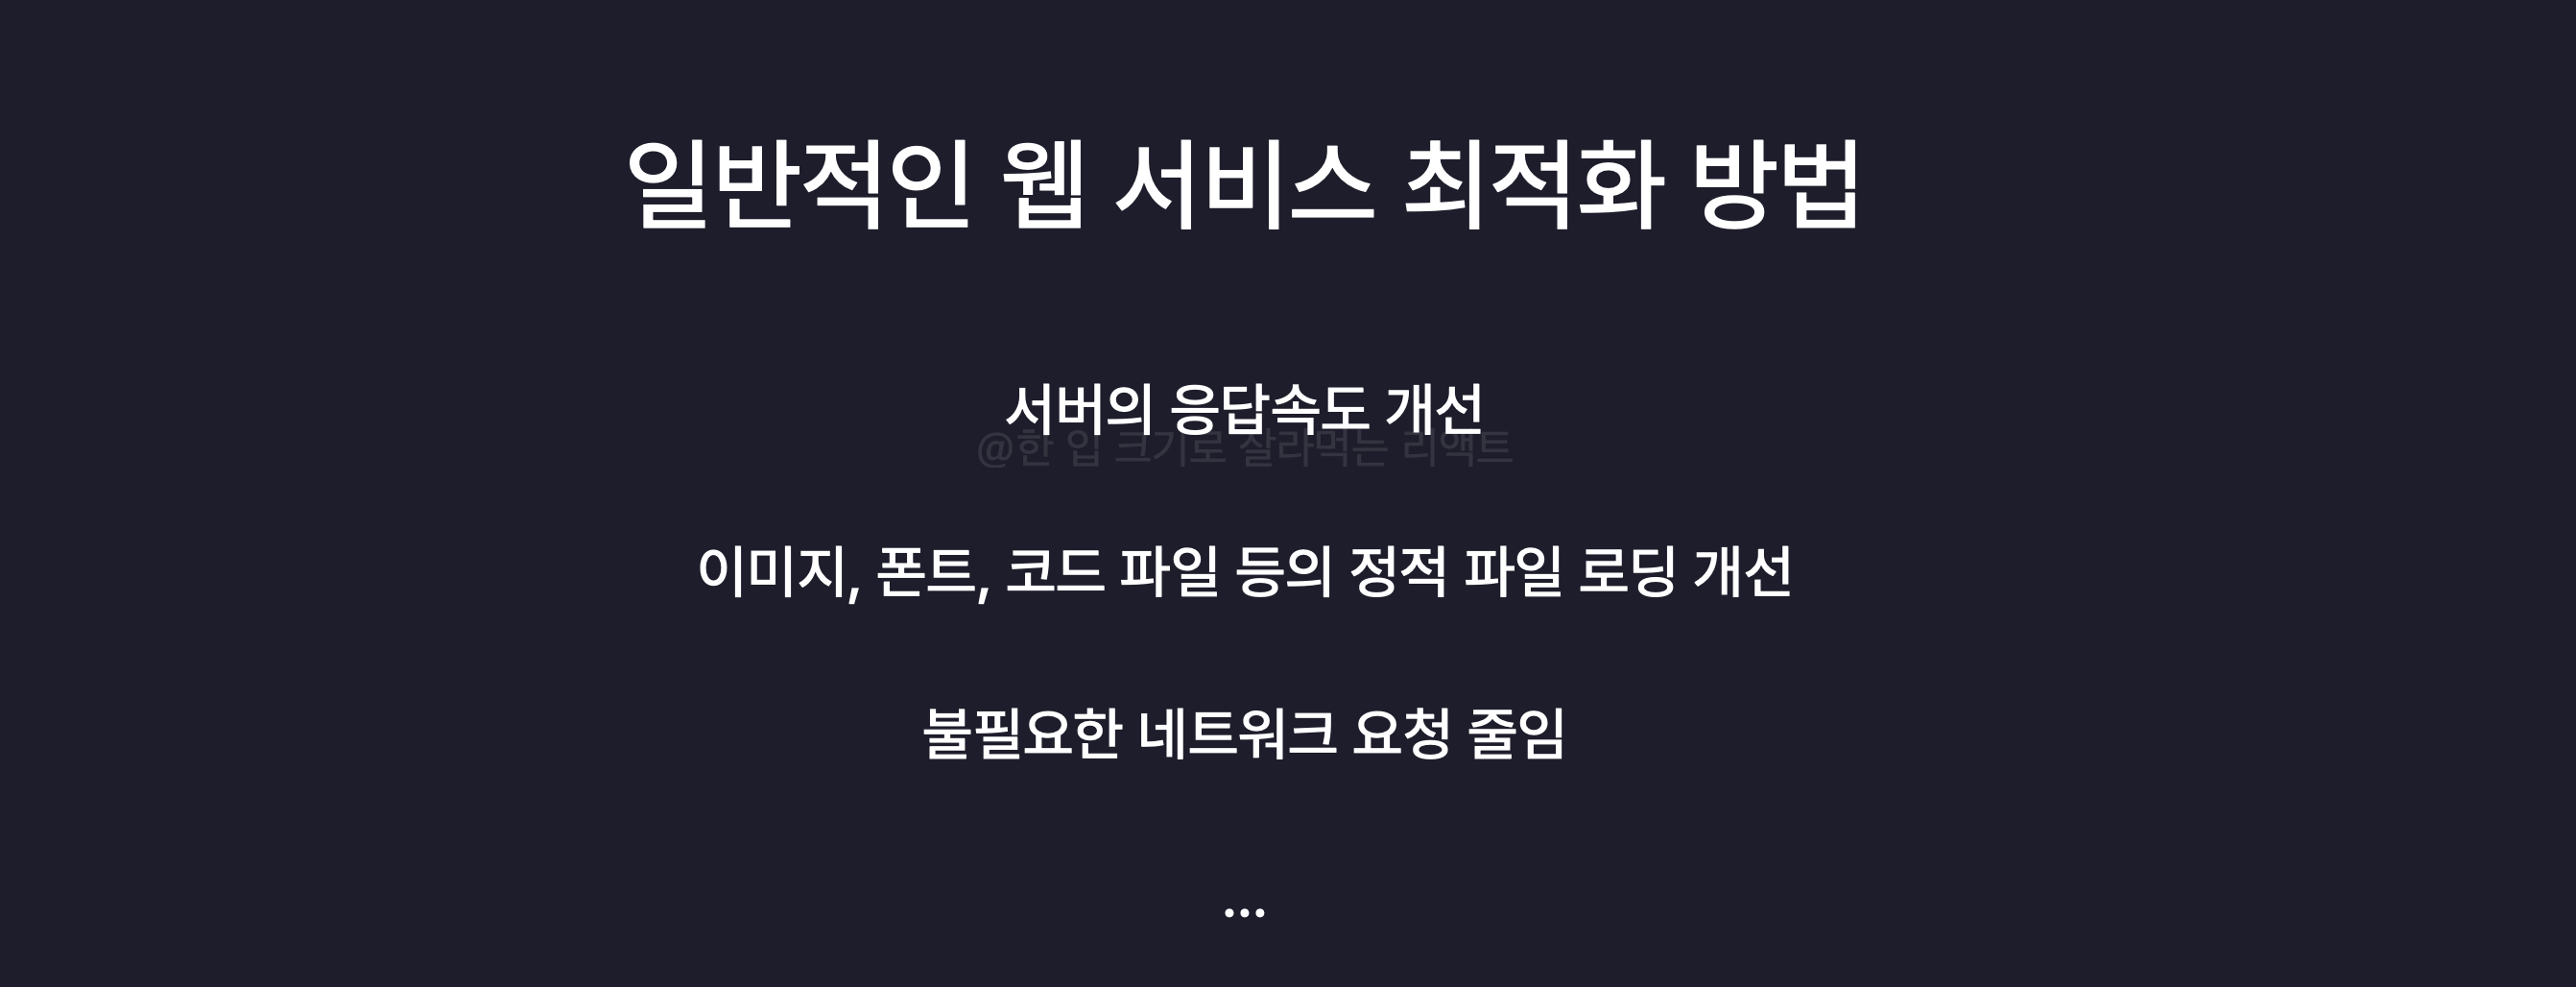 일반적인 웹 서비스 최적화 방법
서버의 응답속도 개선
@한 입 크기로 잘라먹는 리액트
이미지, 폰트, 코드 파일 등의 정적 파일 로딩 개선
불필요한 네트워크 요청 줄임
...